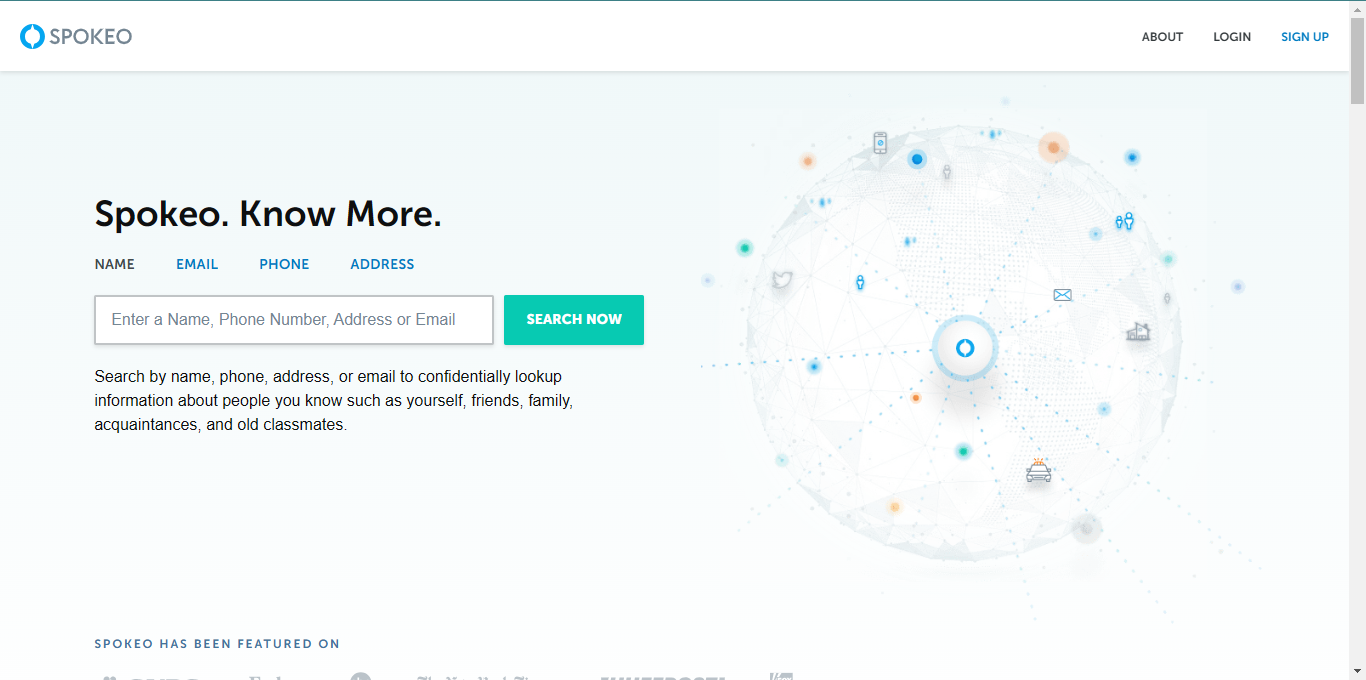 SPOKEO
ABOUT LOGIN SIGN UP
Spokeo. Know More.
NAME EMAIL PHONE ADDRESS
Enter a Name, Phone Number, Address or Email
SEARCH NOW
Search by name, phone, address, or email to confidentially lookup
information about people you know such as yourself, friends, family,
acquaintances, and old classmates.
SPOKEO HAS BEEN FEATURED ON